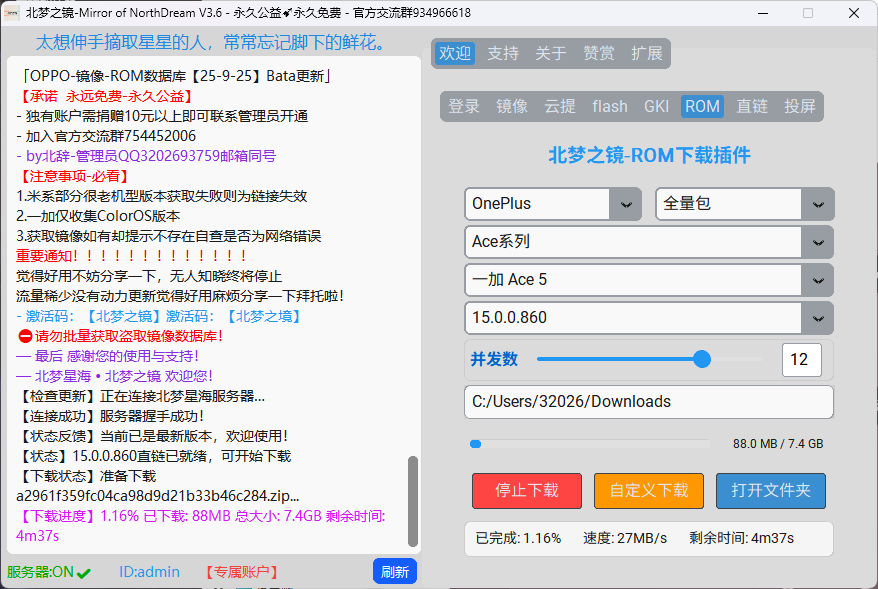 北梦之镜-Mirror of NorthDream V3.6 - 永久公益🚀永久免费 - 官方交流群934966618
太想伸手摘取星星的人，常常忘记脚下的鲜花。
「OPPO-镜像-ROM数据库【25-9-25】Bata更新」
【承诺 永远免费-永久公益】
- 独有账户需捐赠10元以上即可联系管理员开通
- 加入官方交流群754452006
- by北辞-管理员QQ3202693759邮箱同号
【注意事项-必看】
1.米系部分很老机型版本获取失败则为链接失效
2.一加仅收集ColorOS版本
3.获取镜像如有却提示不存在自查是否为网络错误
重要通知！！！！！！！！！！！！！
觉得好用不妨分享一下，无人知晓终将停止
流量稀少没有动力更新觉得好用麻烦分享一下拜托啦！
- 激活码：【北梦之镜】激活码：【北梦之境】
⛔请勿批量获取盗取镜像数据库！
— 最后 感谢您的使用与支持！
— 北梦星海 • 北梦之镜 欢迎您！
【检查更新】正在连接北梦星海服务器...
【连接成功】服务器握手成功！
【状态反馈】当前已是最新版本，欢迎使用！
【状态】15.0.0.860直链已就绪，可开始下载
【下载状态】准备下载
a2961f359fc04ca98d9d21b33b46c284.zip...
【下载进度】1.16% 已下载: 88MB 总大小: 7.4GB 剩余时间:
4m37s
服务器:ON✔ ID:admin 【专属账户】 刷新
欢迎 支持 关于 赞赏 扩展
登录 镜像 云提 flash GKI ROM 直链 投屏
北梦之镜-ROM下载插件
OnePlus 全量包
Ace系列
一加 Ace 5
15.0.0.860
并发数 12
C:/Users/32026/Downloads
88.0 MB / 7.4 GB
停止下载 自定义下载 打开文件夹
已完成: 1.16% 速度: 27MB/s 剩余时间: 4m37s